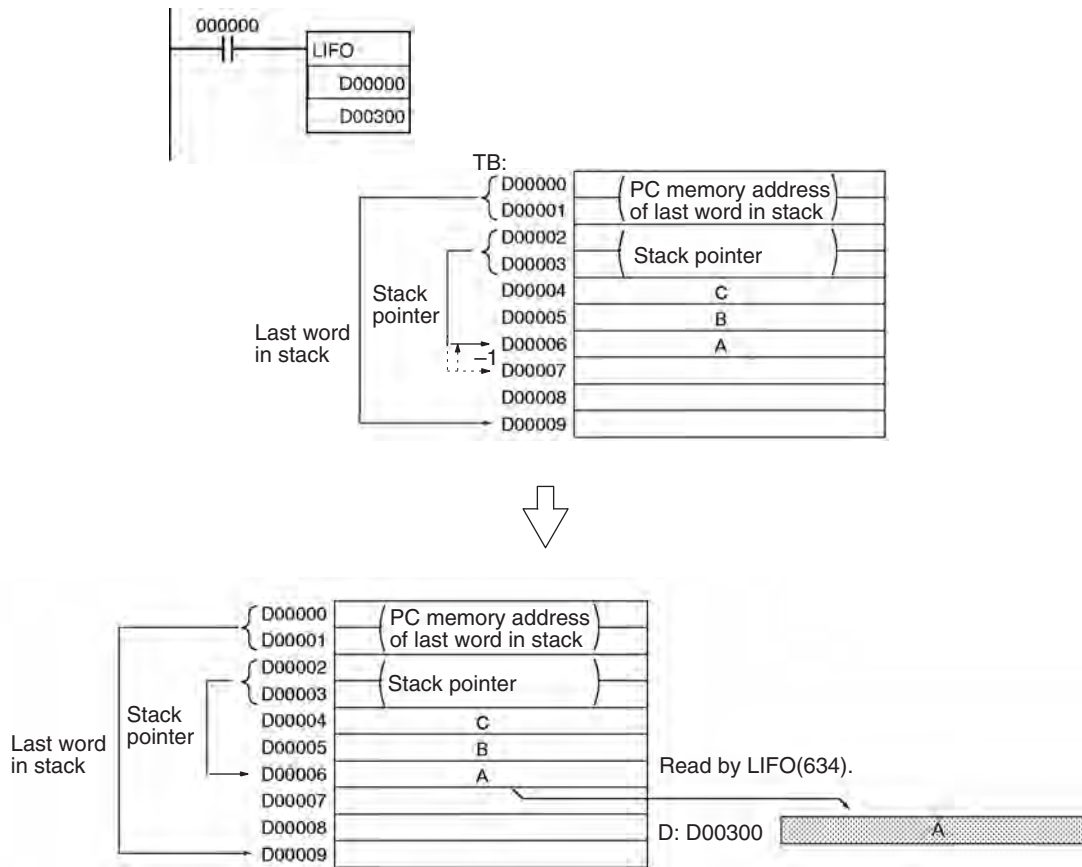 000000
LIFO
D00000
D00300
TB:
D00000
D00001
PC memory address
of last word in stack
D00002
D00003
Stack pointer
D00004 C
D00005 B
D00006 A
D00007
D00008
D00009
Stack
pointer
Last word
in stack
–1
D00000
D00001
PC memory address
of last word in stack
D00002
D00003
Stack pointer
D00004 C
D00005 B
D00006 A
D00007
D00008
D00009
Stack
pointer
Last word
in stack
Read by LIFO(634).
D: D00300 A